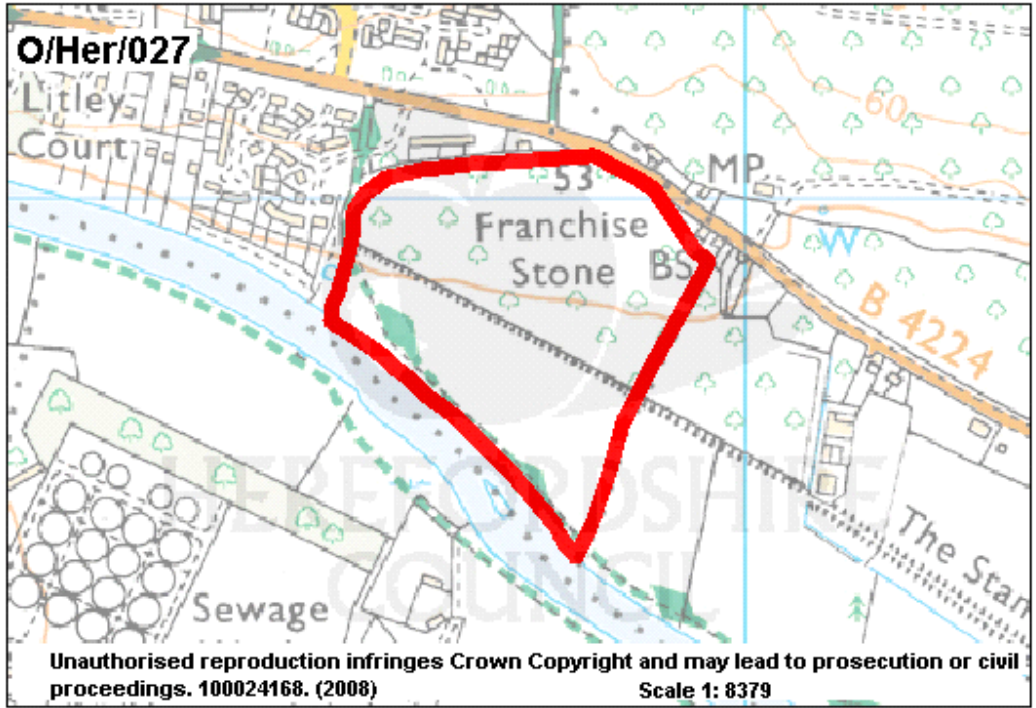 O/Her/027
Litley
Court
60
MP
53
Franchise
Stone
BS
W
B 4224
HEREFORDSHIRE
COUNCIL
The Stan
Sewage
Unauthorised reproduction infringes Crown Copyright and may lead to prosecution or civil
proceedings. 100024168. (2008)
Scale 1: 8379